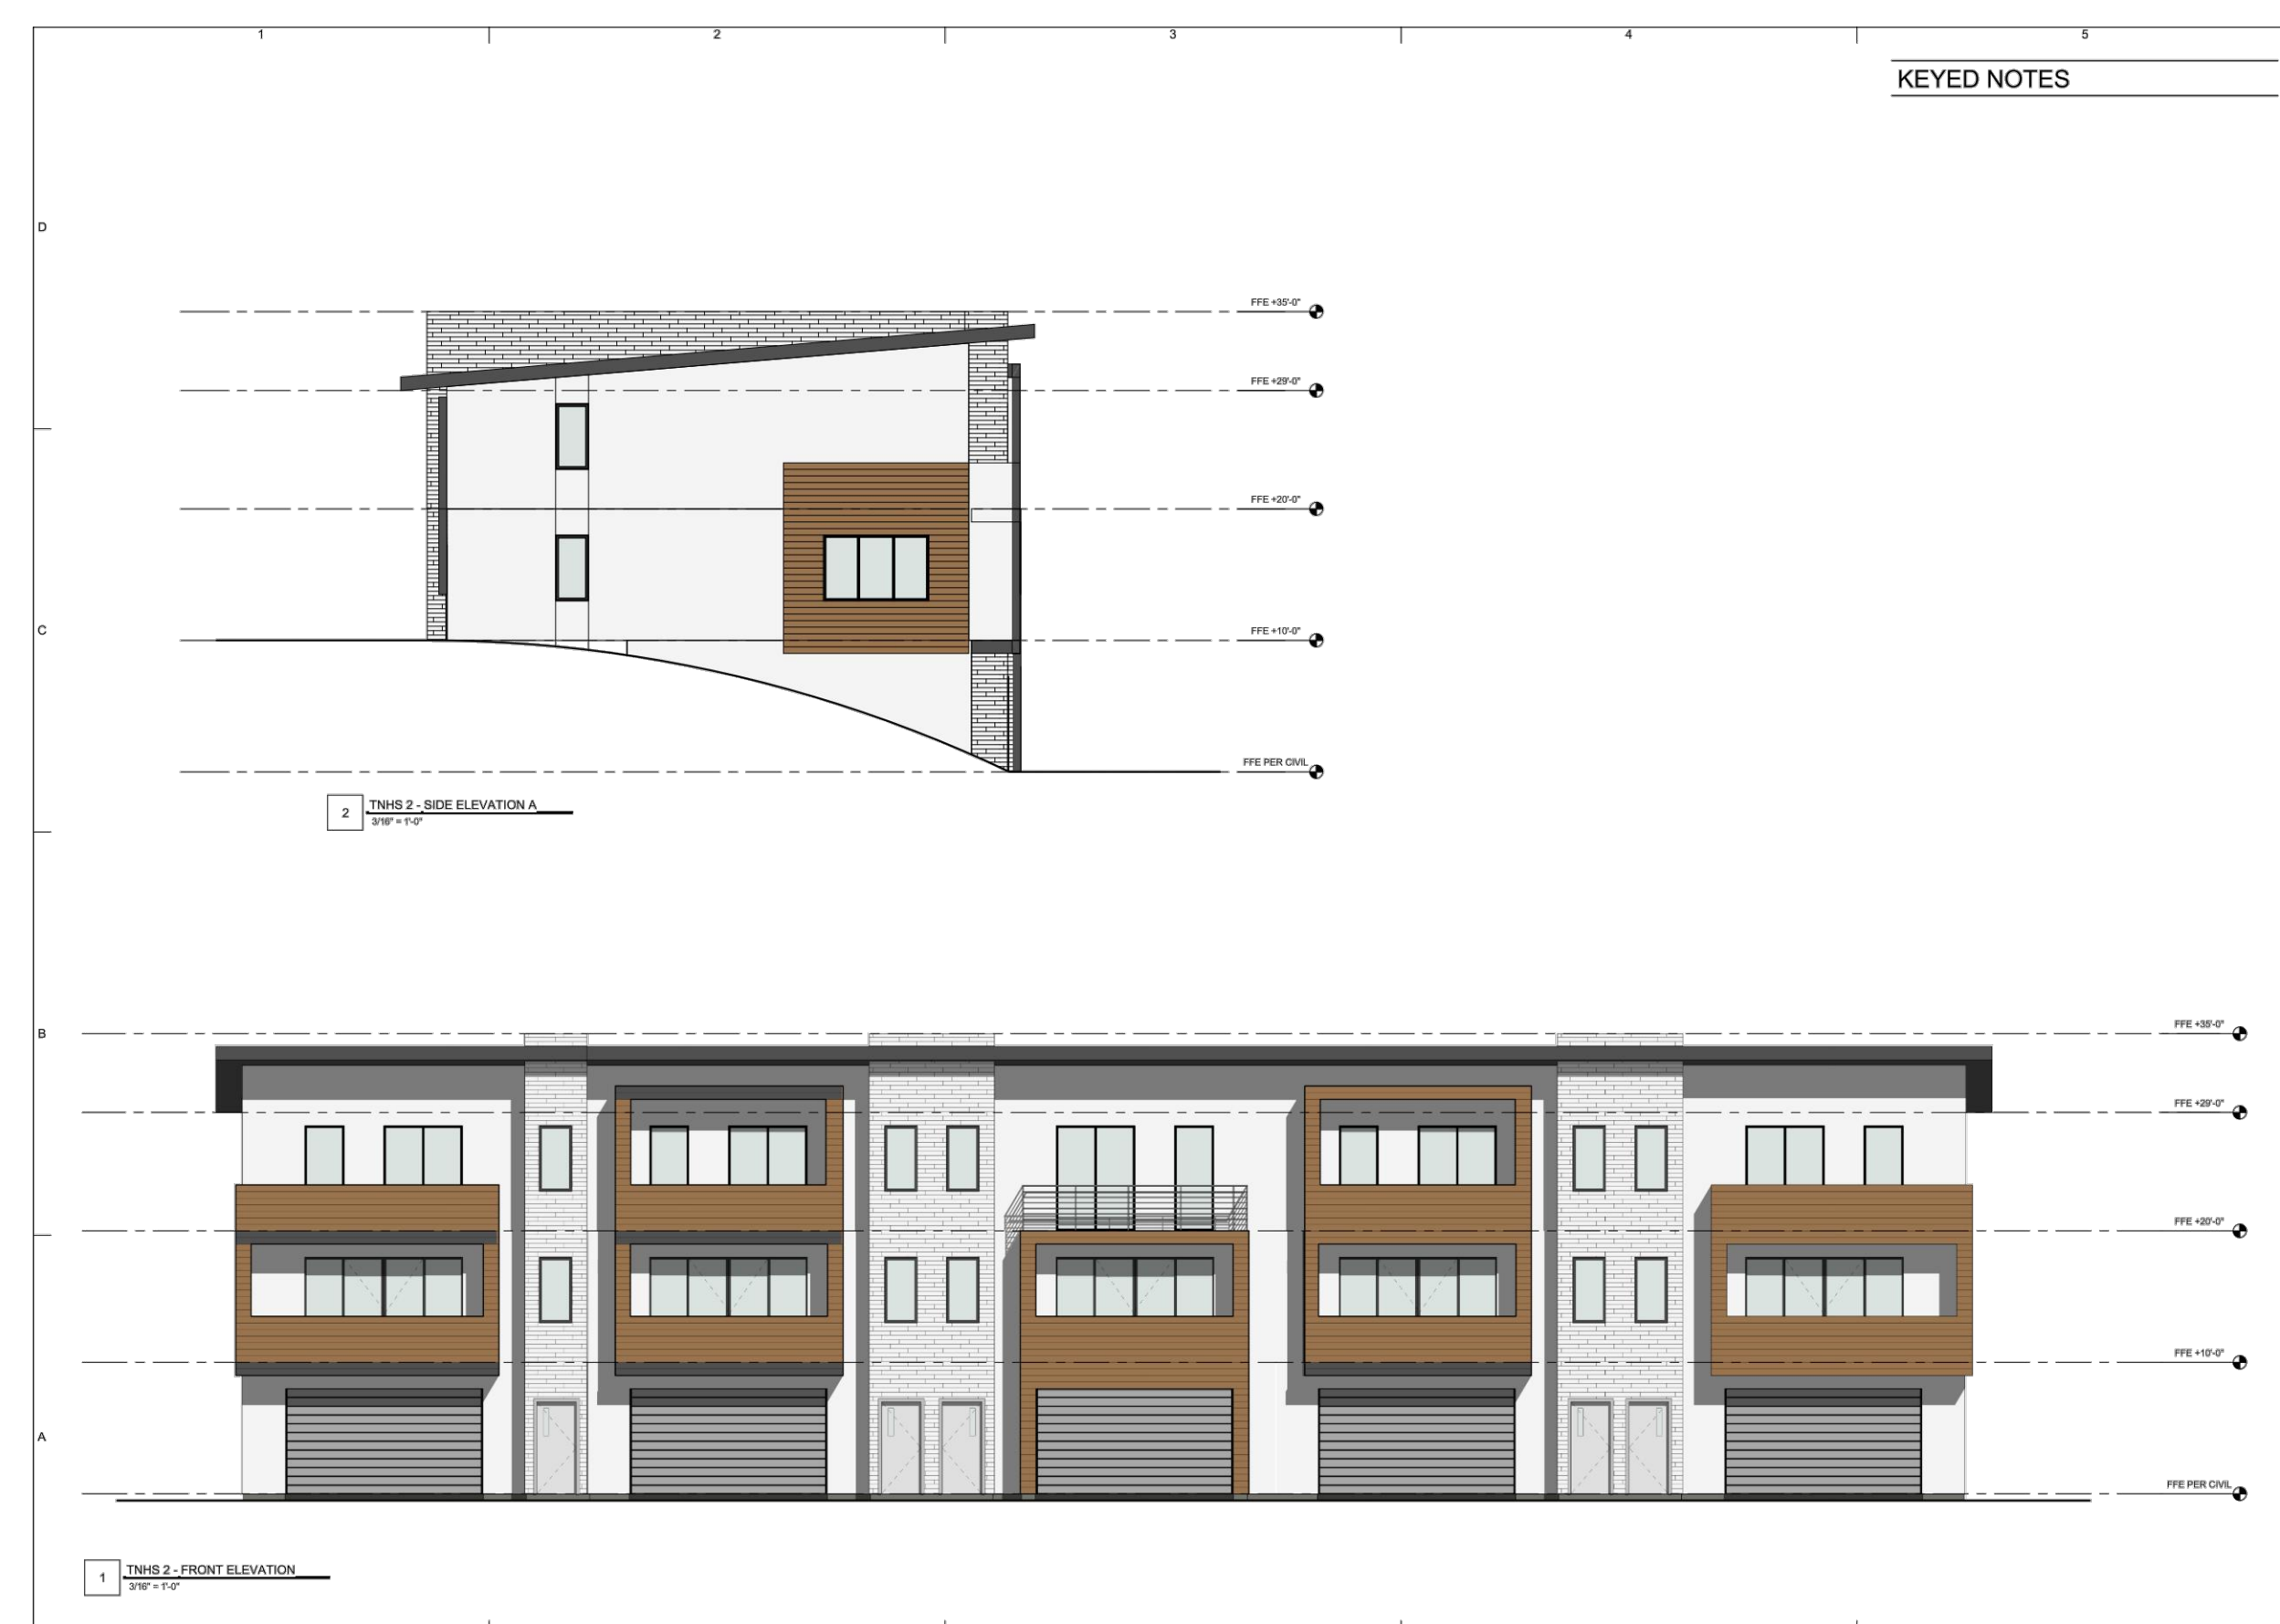 1 2 3 4 5
KEYED NOTES
D
FFE +35'-0"
FFE +29'-0"
FFE +20'-0"
C
FFE +10'-0"
FFE PER CIVIL
2 TNHS 2 - SIDE ELEVATION A
3/16" = 1'-0"
B
FFE +35'-0"
FFE +29'-0"
FFE +20'-0"
FFE +10'-0"
A
FFE PER CIVIL
1 TNHS 2 - FRONT ELEVATION
3/16" = 1'-0"